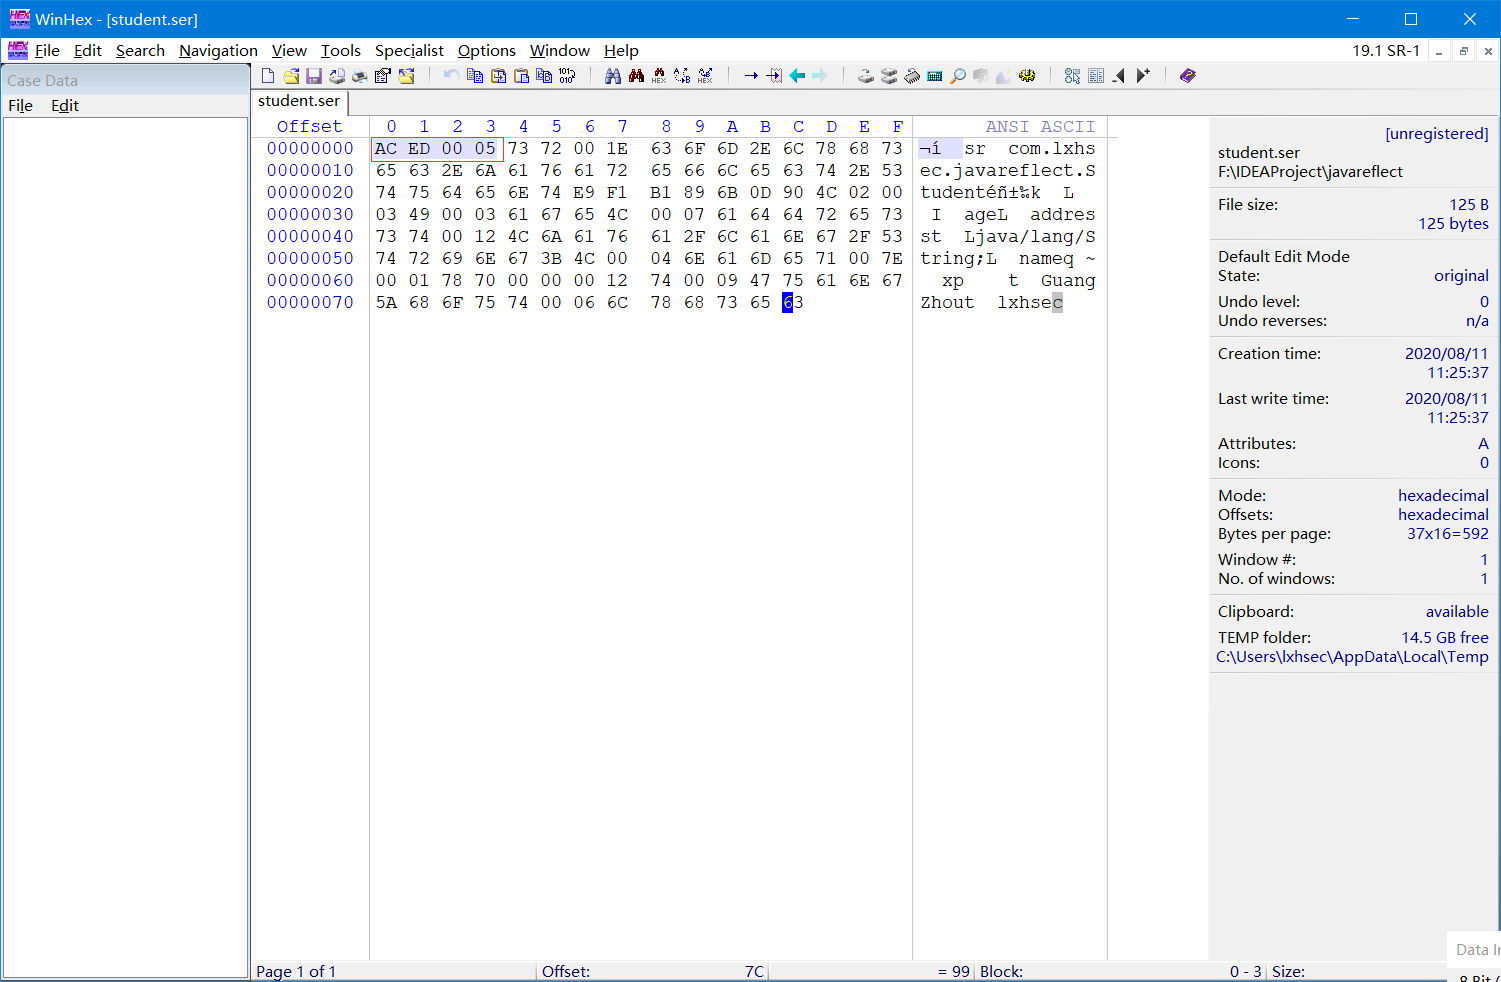 WinHex - [student.ser]
File Edit Search Navigation View Tools Specialist Options Window Help 19.1 SR-1
Case Data
File Edit
student.ser
Offset 0 1 2 3 4 5 6 7 8 9 A B C D E F ANSI ASCII
00000000 AC ED 00 05 73 72 00 1E 63 6F 6D 2E 6C 78 68 73 ¬í sr com.lxhs
00000010 65 63 2E 6A 61 76 61 72 65 66 6C 65 63 74 2E 53 ec.javareflect.S
00000020 74 75 64 65 6E 74 E9 F1 B1 89 6B 0D 90 4C 02 00 tudentéñ±‰k L
00000030 03 49 00 03 61 67 65 4C 00 07 61 64 64 72 65 73 I ageL addres
00000040 73 74 00 12 4C 6A 61 76 61 2F 6C 61 6E 67 2F 53 st Ljava/lang/S
00000050 74 72 69 6E 67 3B 4C 00 04 6E 61 6D 65 71 00 7E tring;L nameq ~
00000060 00 01 78 70 00 00 00 12 74 00 09 47 75 61 6E 67 xp t Guang
00000070 5A 68 6F 75 74 00 06 6C 78 68 73 65 63 Zhout lxhsec
[unregistered]
student.ser
F:\IDEAProject\javareflect
File size: 125 B
125 bytes
Default Edit Mode
State: original
Undo level: 0
Undo reverses: n/a
Creation time: 2020/08/11
11:25:37
Last write time: 2020/08/11
11:25:37
Attributes: A
Icons: 0
Mode: hexadecimal
Offsets: hexadecimal
Bytes per page: 37x16=592
Window #: 1
No. of windows: 1
Clipboard: available
TEMP folder: 14.5 GB free
C:\Users\lxhsec\AppData\Local\Temp
Data In
8 Bit (
Page 1 of 1 Offset: 7C = 99 Block: 0 - 3 Size: